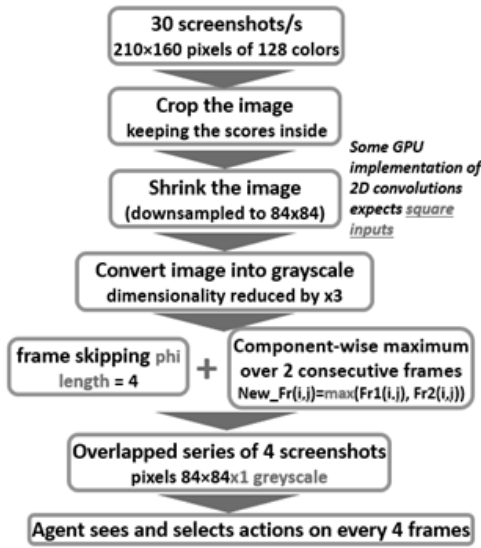 30 screenshots/s
210×160 pixels of 128 colors
Crop the image
keeping the scores inside
Some GPU
implementation of
2D convolutions
expects square
inputs
Shrink the image
(downsampled to 84x84)
Convert image into grayscale
dimensionality reduced by x3
frame skipping phi
length = 4
+
Component-wise maximum
over 2 consecutive frames
New_Fr(i,j)=max(Fr1(i,j), Fr2(i,j))
Overlapped series of 4 screenshots
pixels 84×84x1 greyscale
Agent sees and selects actions on every 4 frames